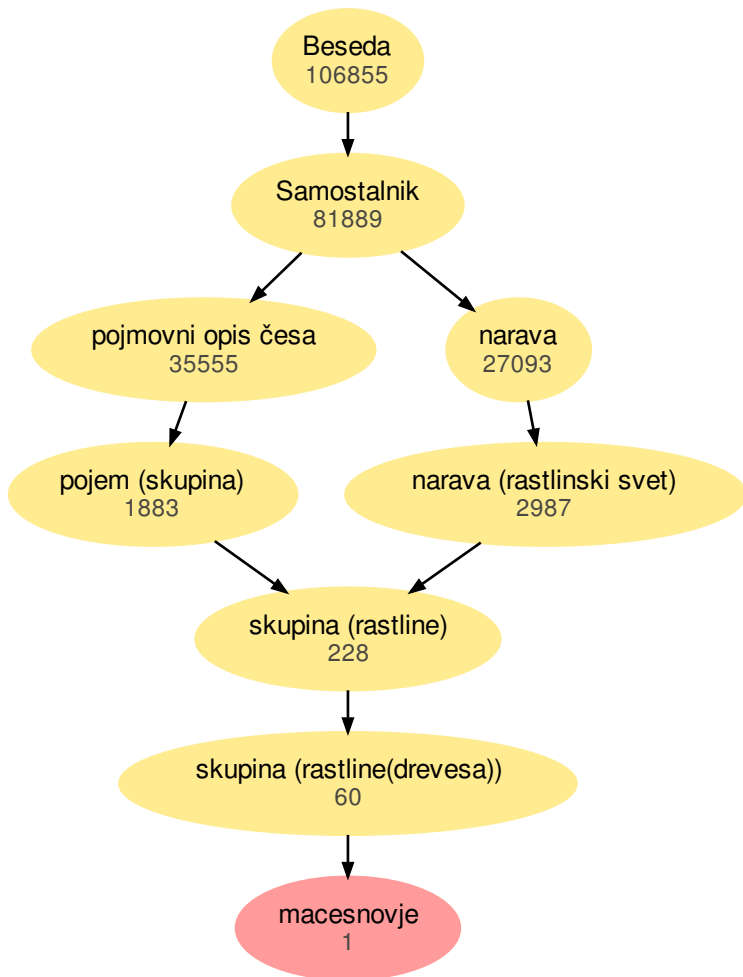 Beseda
106855
Samostalnik
81889
pojmovni opis česa
35555
narava
27093
pojem (skupina)
1883
narava (rastlinski svet)
2987
skupina (rastline)
228
skupina (rastline(drevesa))
60
macesnovje
1